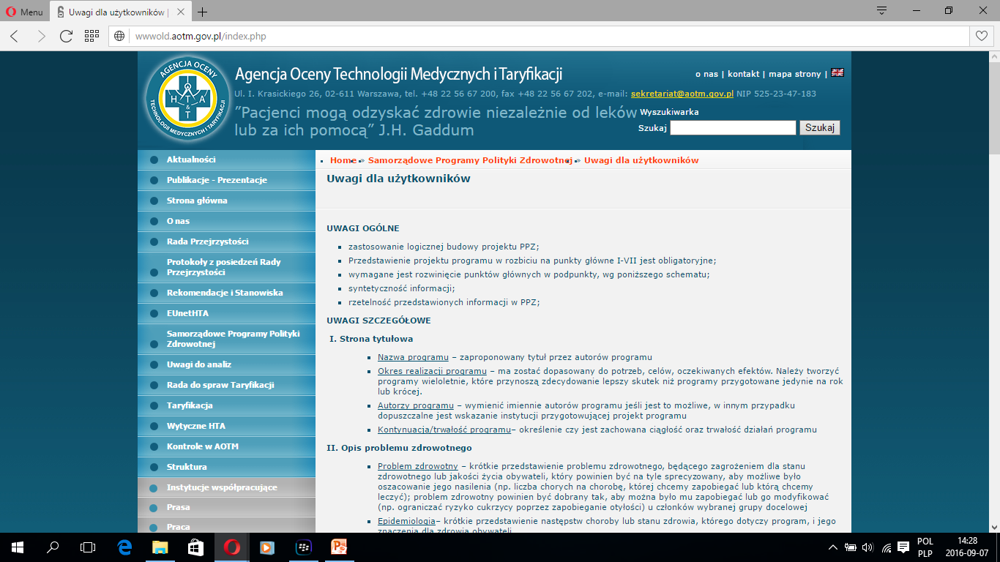 Menu
Uwagi dla użytkowników |
wwwold.aotm.gov.pl/index.php
AGENCJA OCENY
TECHNOLOGII MEDYCZNYCH I TARYFIKACJI
H T A
& T
Agencja Oceny Technologii Medycznych i Taryfikacji
o nas | kontakt | mapa strony |
Ul. I. Krasickiego 26, 02-611 Warszawa, tel. +48 22 56 67 200, fax +48 22 56 67 202, e-mail: sekretariat@aotm.gov.pl NIP 525-23-47-183
"Pacjenci mogą odzyskać zdrowie niezależnie od leków
lub za ich pomocą" J.H. Gaddum
Wyszukiwarka
Szukaj Szukaj
Aktualności
Publikacje - Prezentacje
Strona główna
O nas
Rada Przejrzystości
Protokoły z posiedzeń Rady
Przejrzystości
Rekomendacje i Stanowiska
EUnetHTA
Samorządowe Programy Polityki
Zdrowotnej
Uwagi do analiz
Rada do spraw Taryfikacji
Taryfikacja
Wytyczne HTA
Kontrole w AOTM
Struktura
Instytucje współpracujące
Prasa
Praca
Home » Samorządowe Programy Polityki Zdrowotnej » Uwagi dla użytkowników
Uwagi dla użytkowników
UWAGI OGÓLNE
zastosowanie logicznej budowy projektu PPZ;
Przedstawienie projektu programu w rozbiciu na punkty główne I-VII jest obligatoryjne;
wymagane jest rozwinięcie punktów głównych w podpunkty, wg poniższego schematu;
syntetyczność informacji;
rzetelność przedstawionych informacji w PPZ;
UWAGI SZCZEGÓŁOWE
I. Strona tytułowa
Nazwa programu – zaproponowany tytuł przez autorów programu
Okres realizacji programu – ma zostać dopasowany do potrzeb, celów, oczekiwanych efektów. Należy tworzyć
programy wieloletnie, które przynoszą zdecydowanie lepszy skutek niż programy przygotowane jedynie na rok
lub krócej.
Autorzy programu – wymienić imiennie autorów programu jeśli jest to możliwe, w innym przypadku
dopuszczalne jest wskazanie instytucji przygotowującej projekt programu
Kontynuacja/trwałość programu– określenie czy jest zachowana ciągłość oraz trwałość działań programu
II. Opis problemu zdrowotnego
Problem zdrowotny – krótkie przedstawienie problemu zdrowotnego, będącego zagrożeniem dla stanu
zdrowotnego lub jakości życia obywateli, który powinien być na tyle sprecyzowany, aby możliwe było
oszacowanie jego nasilenia (np. liczba chorych na chorobę, której chcemy zapobiegać lub którą chcemy
leczyć); problem zdrowotny powinien być dobrany tak, aby można było mu zapobiegać lub go modyfikować
(np. ograniczać ryzyko cukrzycy poprzez zapobieganie otyłości) u członków wybranej grupy docelowej
Epidemiologia– krótkie przedstawienie następstw choroby lub stanu zdrowia, którego dotyczy program, i jego
znaczenia dla zdrowia obywateli
POL
PLP
14:28
2016-09-07